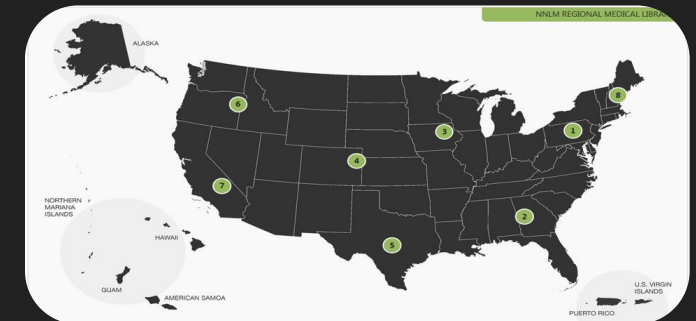 NNLM REGIONAL MEDICAL
ALASKA
8
6
3
1
4
7
NORTHERN
MARIANA
ISLANDS
2
HAWAII
5
GUAM
AMERICAN SAMOA
U.S. VIRGIN
ISLANDS
PUERTO RICO